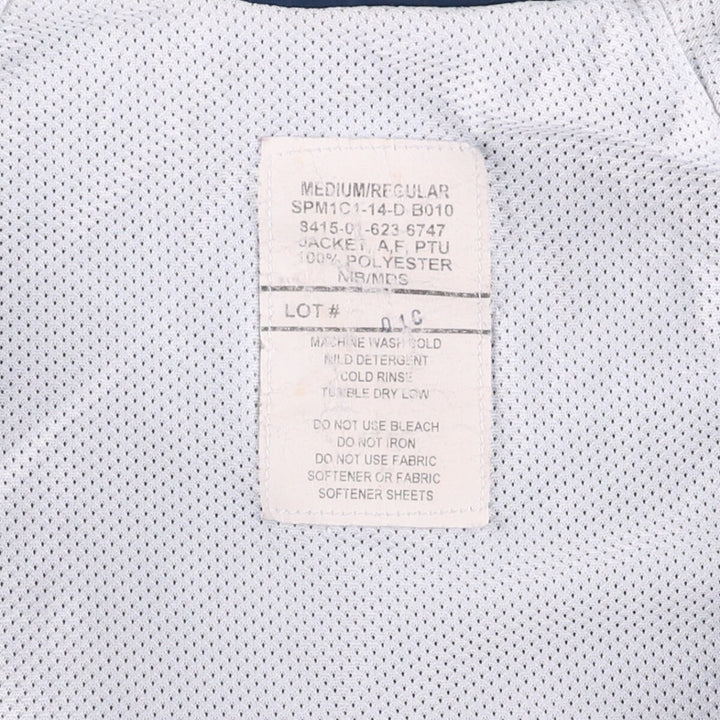 MEDIUM/REGULAR
SPM1C1-14-D B010
8415-01-623-6747
JACKET, A,F, PTU
100% POLYESTER
NIB/MDS
LOT #
MACHINE WASH COLD
MILD DETERGENT
COLD RINSE
TUMBLE DRY LOW
DO NOT USE BLEACH
DO NOT IRON
DO NOT USE FABRIC
SOFTENER OR FABRIC
SOFTENER SHEETS